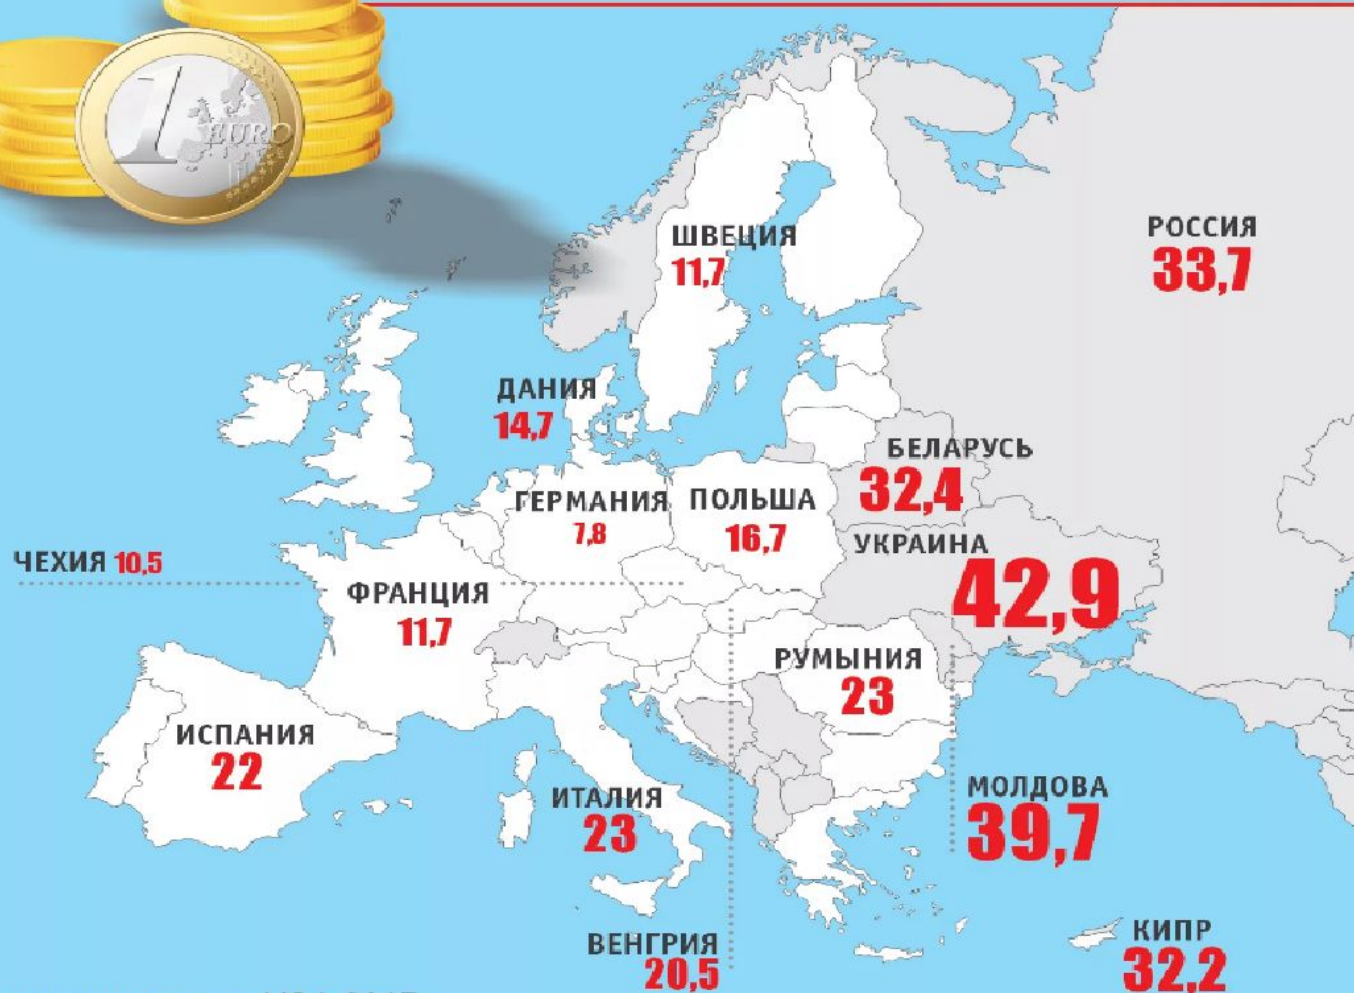 1 EURO
РОССИЯ
33,7
ШВЕЦИЯ
11,7
ДАНИЯ
14,7
БЕЛАРУСЬ
32,4
ГЕРМАНИЯ
7,8
ПОЛЬША
16,7
УКРАИНА
42,9
ЧЕХИЯ 10,5
ФРАНЦИЯ
11,7
РУМЫНИЯ
23
ИСПАНИЯ
22
ИТАЛИЯ
23
МОЛДОВА
39,7
ВЕНГРИЯ
20,5
КИПР
32,2